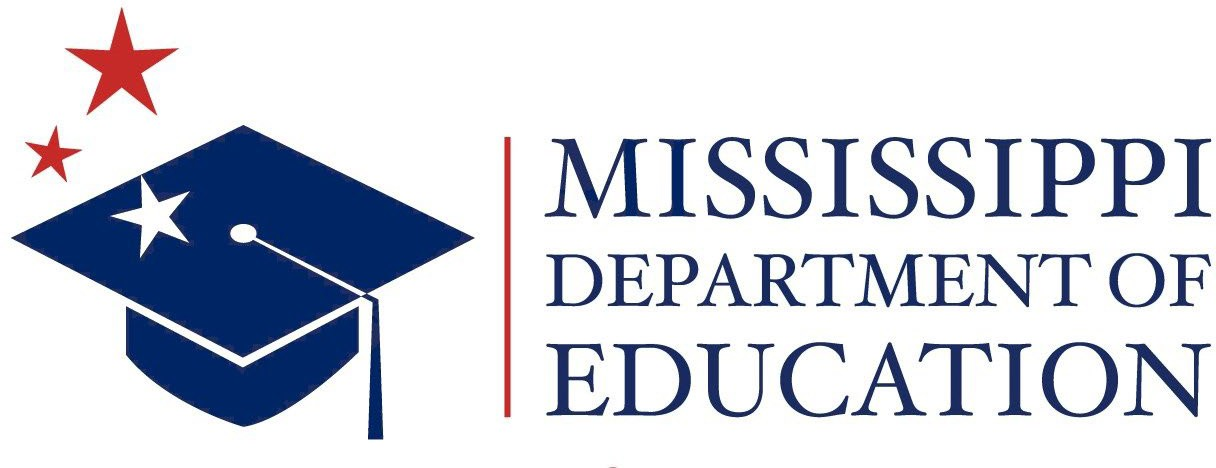 MISSISSIPPI
DEPARTMENT OF
EDUCATION